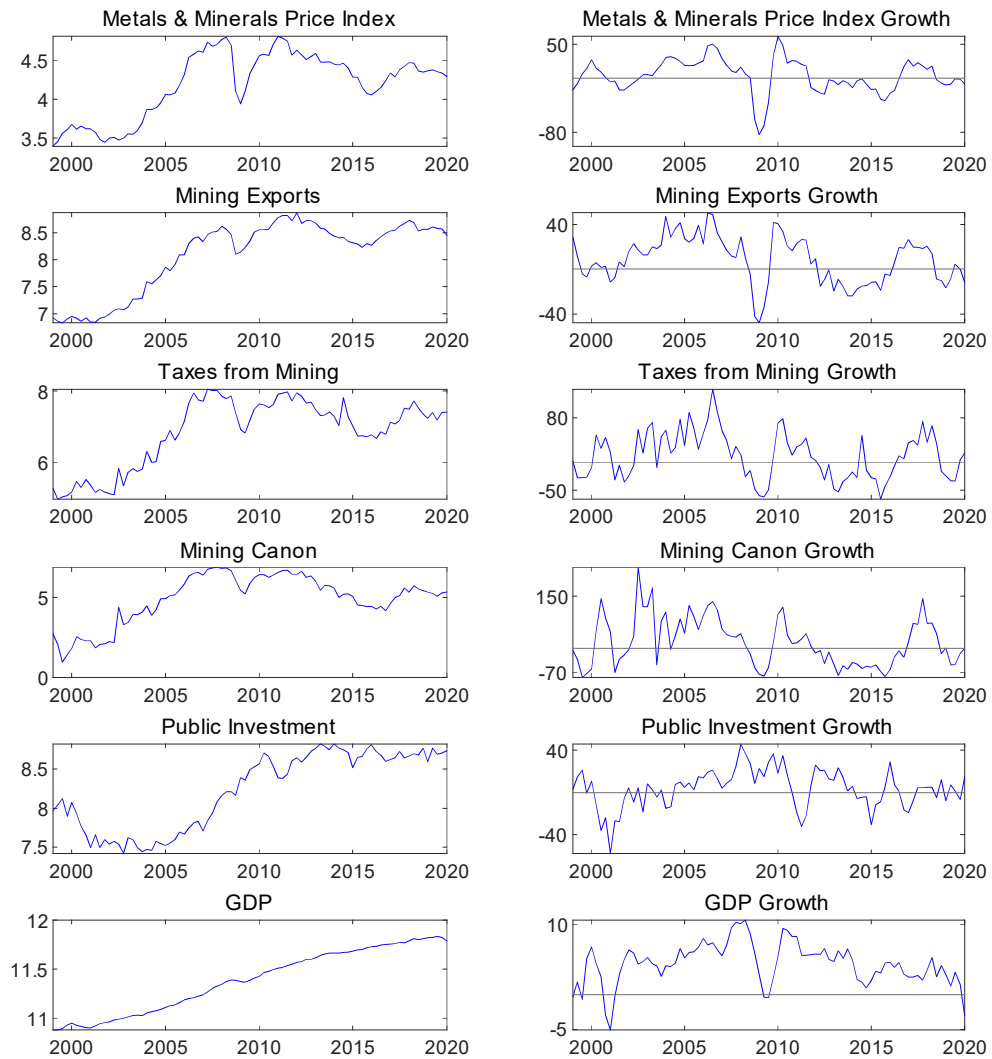 Metals & Minerals Price Index
4.5
4
3.5
2000 2005 2010 2015 2020
Metals & Minerals Price Index Growth
50
-80
2000 2005 2010 2015 2020
Mining Exports
8.5
8
7.5
7
2000 2005 2010 2015 2020
Mining Exports Growth
40
-40
2000 2005 2010 2015 2020
Taxes from Mining
8
6
2000 2005 2010 2015 2020
Taxes from Mining Growth
80
-50
2000 2005 2010 2015 2020
Mining Canon
5
0
2000 2005 2010 2015 2020
Mining Canon Growth
150
-70
2000 2005 2010 2015 2020
Public Investment
8.5
8
7.5
2000 2005 2010 2015 2020
Public Investment Growth
40
-40
2000 2005 2010 2015 2020
GDP
12
11.5
11
2000 2005 2010 2015 2020
GDP Growth
10
-5
2000 2005 2010 2015 2020